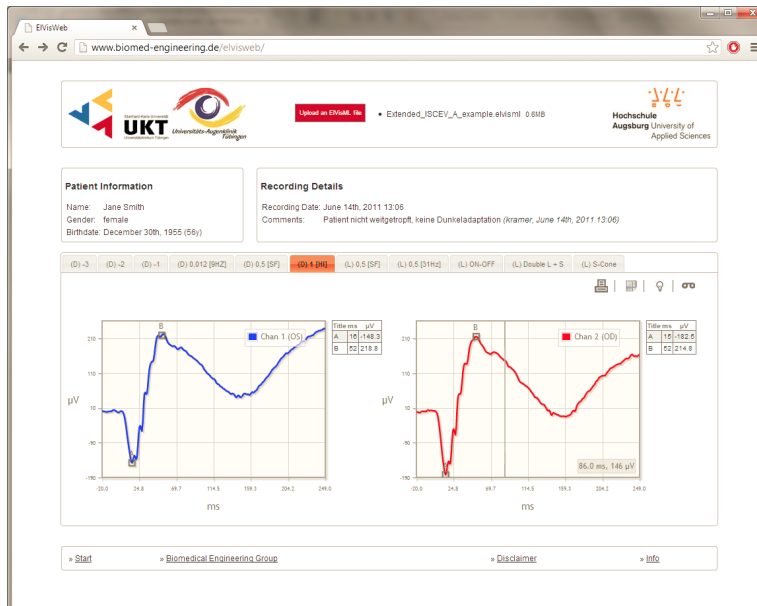 ElVisWeb
www.biomed-engineering.de/elvisweb/
Eberhard-Karls-Universität
UKT
Universitätsklinikum Tübingen
Universitäts-Augenklinik
Tübingen
Upload an ElVisML file
• Extended_ISCEV_A_example.elvisml 0.6MB
Hochschule
Augsburg University of
Applied Sciences
Patient Information
Name: Jane Smith
Gender: female
Birthdate: December 30th, 1955 (56y)
Recording Details
Recording Date: June 14th, 2011 13:06
Comments: Patient nicht weitgetropft, keine Dunkeladaptation (kramer, June 14th, 2011 13:06)
(D) -3 (D) -2 (D) -1 (D) 0,012 [9HZ] (D) 0,5 [SF] (D) 1 [HI] (L) 0,5 [SF] (L) 0,5 [31Hz] (L) ON-OFF (L) Double L + S (L) S-Cone
B
Chan 1 (OS)
Title ms µV
A 16 -148.3
B 52 218.8
210
110
10
-90
-190
µV
-20.0 24.8 69.7 114.5 159.3 204.2 249.0
ms
B
Chan 2 (OD)
Title ms µV
A 15 -182.5
B 52 214.8
210
110
10
-90
-190
µV
86.0 ms, 146 µV
-20.0 24.8 69.7 114.5 159.3 204.2 249.0
ms
» Start » Biomedical Engineering Group » Disclaimer » Info